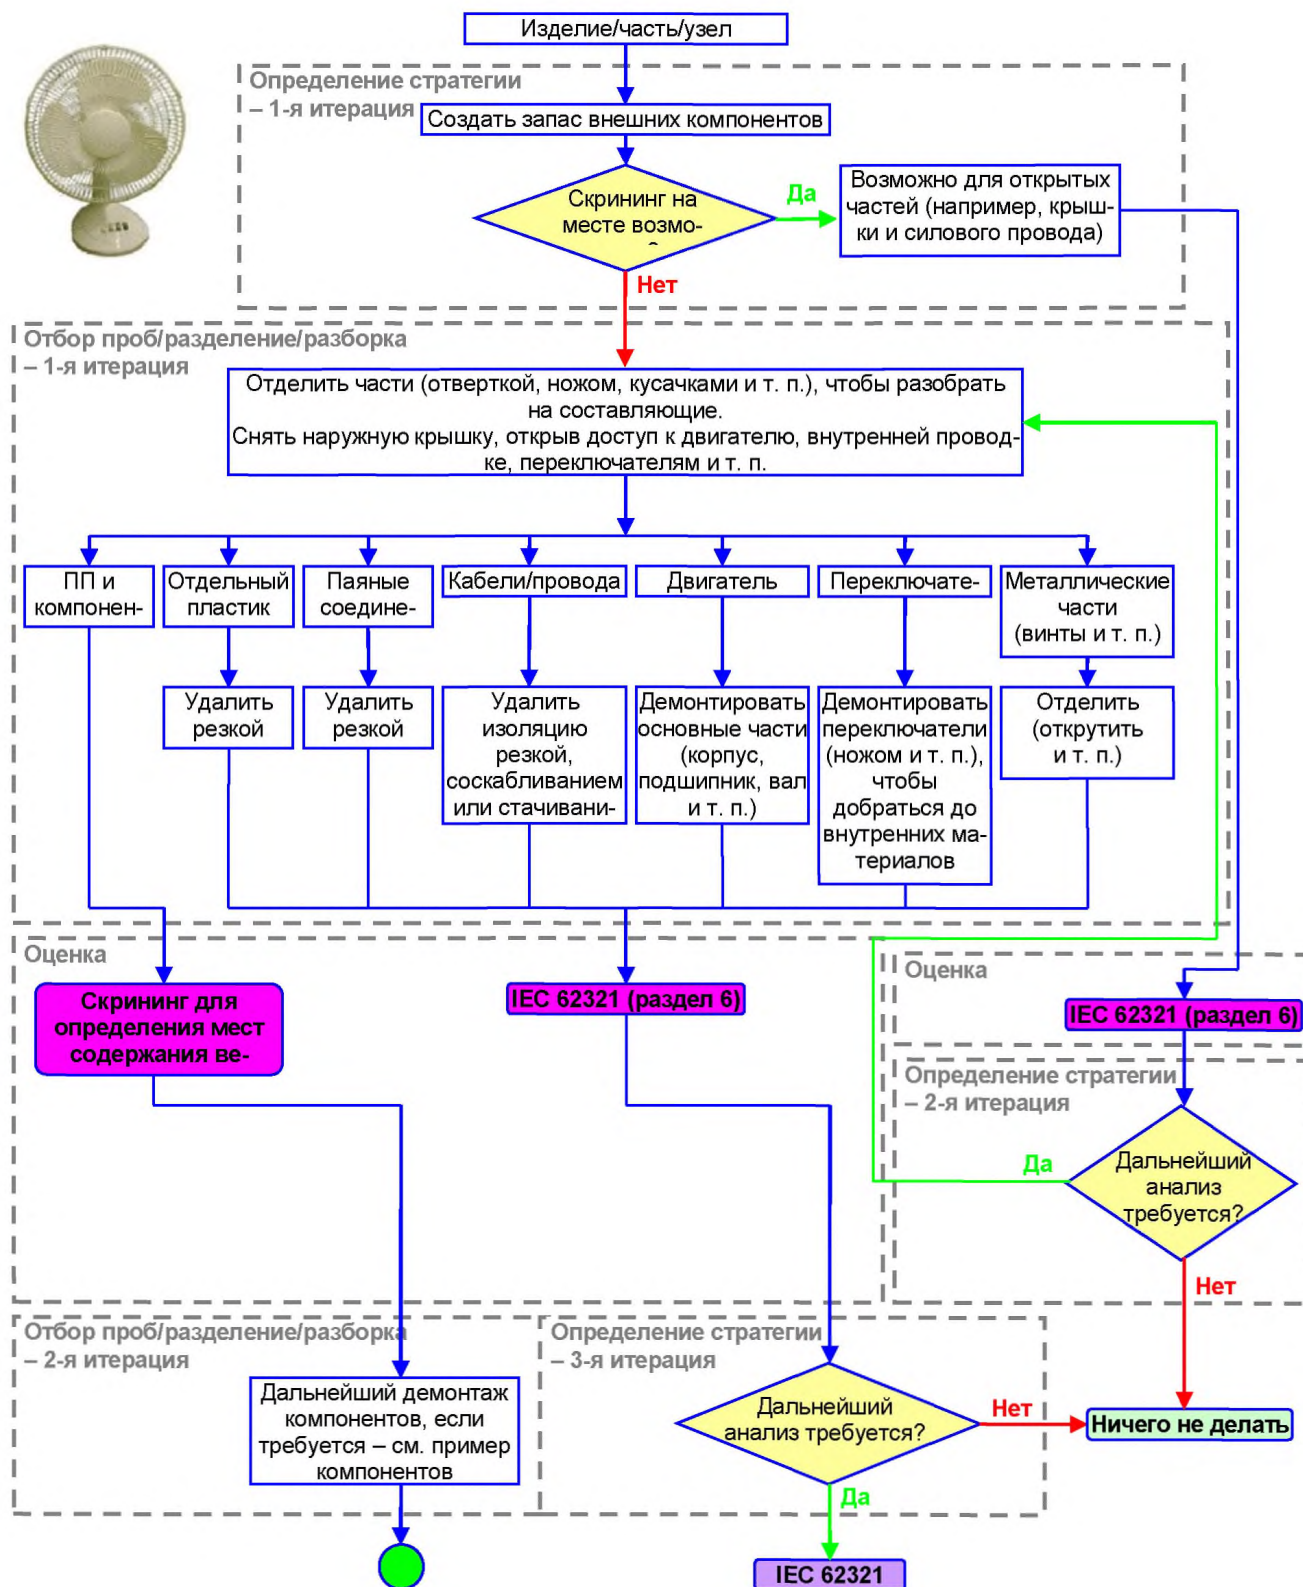 Изделие/часть/узел
Определение стратегии
– 1-я итерация
Создать запас внешних компонентов
Скрининг на
месте возмо-
Да
Возможно для открытых
частей (например, крыш-
ки и силового провода)
Нет
Отбор проб/разделение/разборка
– 1-я итерация
Отделить части (отверткой, ножом, кусачками и т. п.), чтобы разобрать
на составляющие.
Снять наружную крышку, открыв доступ к двигателю, внутренней провод-
ке, переключателям и т. п.
ПП и
компонен-
Отдельный
пластик
Паяные
соедине-
Кабели/провода
Двигатель
Переключате-
Металлические
части
(винты и т. п.)
Удалить
резкой
Удалить
резкой
Удалить
изоляцию
резкой,
соскабливанием
или стачивани-
Демонтировать
основные части
(корпус,
подшипник, вал
и т. п.)
Демонтировать
переключатели
(ножом и т. п.),
чтобы
добраться до
внутренних ма-
териалов
Отделить
(открутить
и т. п.)
Оценка
Скрининг для
определения мест
содержания ве-
IEC 62321 (раздел 6)
Оценка
IEC 62321 (раздел 6)
Определение стратегии
– 2-я итерация
Да
Дальнейший
анализ
требуется?
Нет
Отбор проб/разделение/разборка
– 2-я итерация
Дальнейший демонтаж
компонентов, если
требуется – см. пример
компонентов
Определение стратегии
– 3-я итерация
Дальнейший
анализ требуется?
Нет
Ничего не делать
Да
IEC 62321